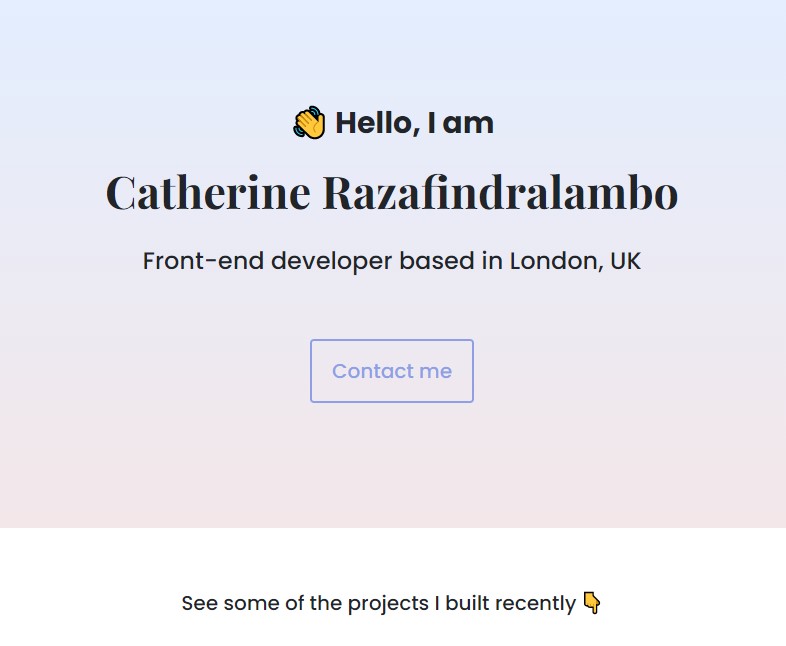 👋 Hello, I am
Catherine Razafindralambo
Front-end developer based in London, UK
Contact me
See some of the projects I built recently 👇